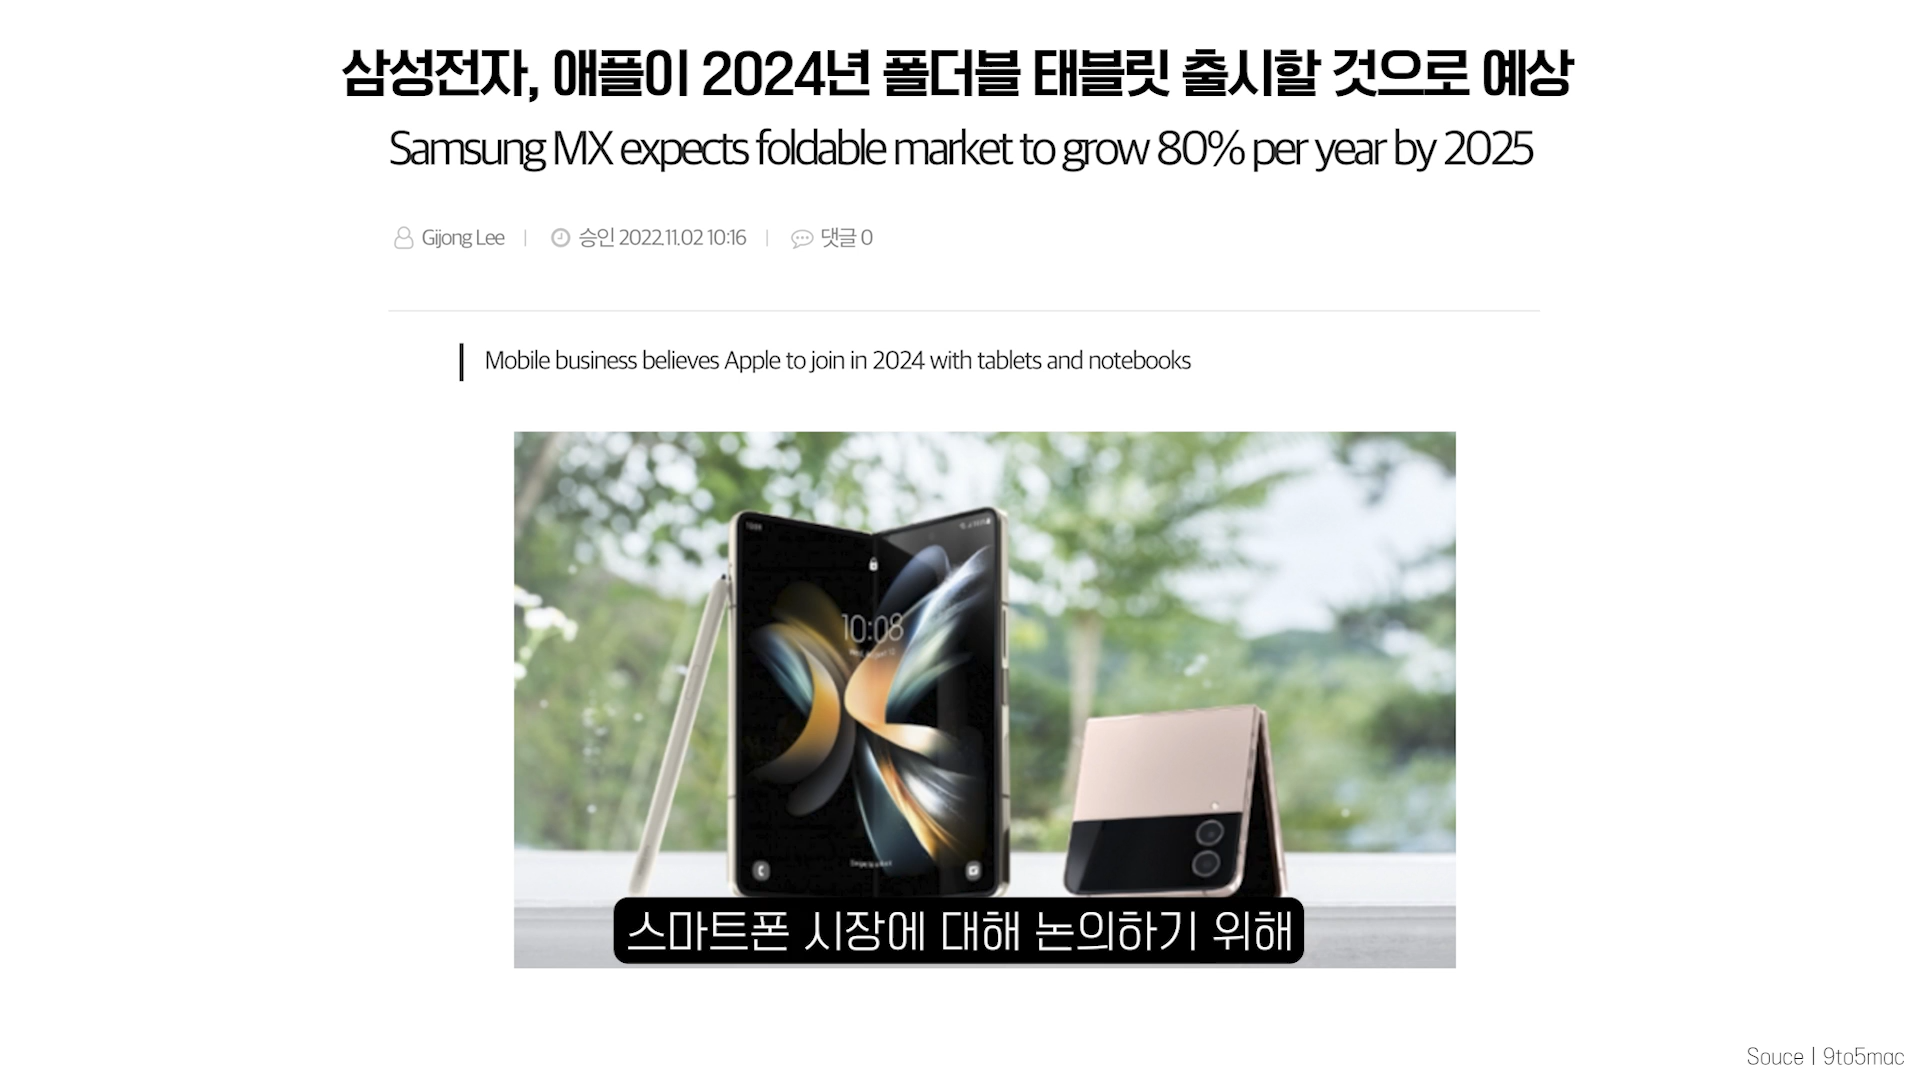 삼성전자, 애플이 2024년 폴더블 태블릿 출시할 것으로 예상
Samsung MX expects foldable market to grow 80% per year by 2025
Gijong Lee | 승인 2022.11.02 10:16 | 댓글 0
Mobile business believes Apple to join in 2024 with tablets and notebooks
10:08
스마트폰 시장에 대해 논의하기 위해
Souce | 9to5mac